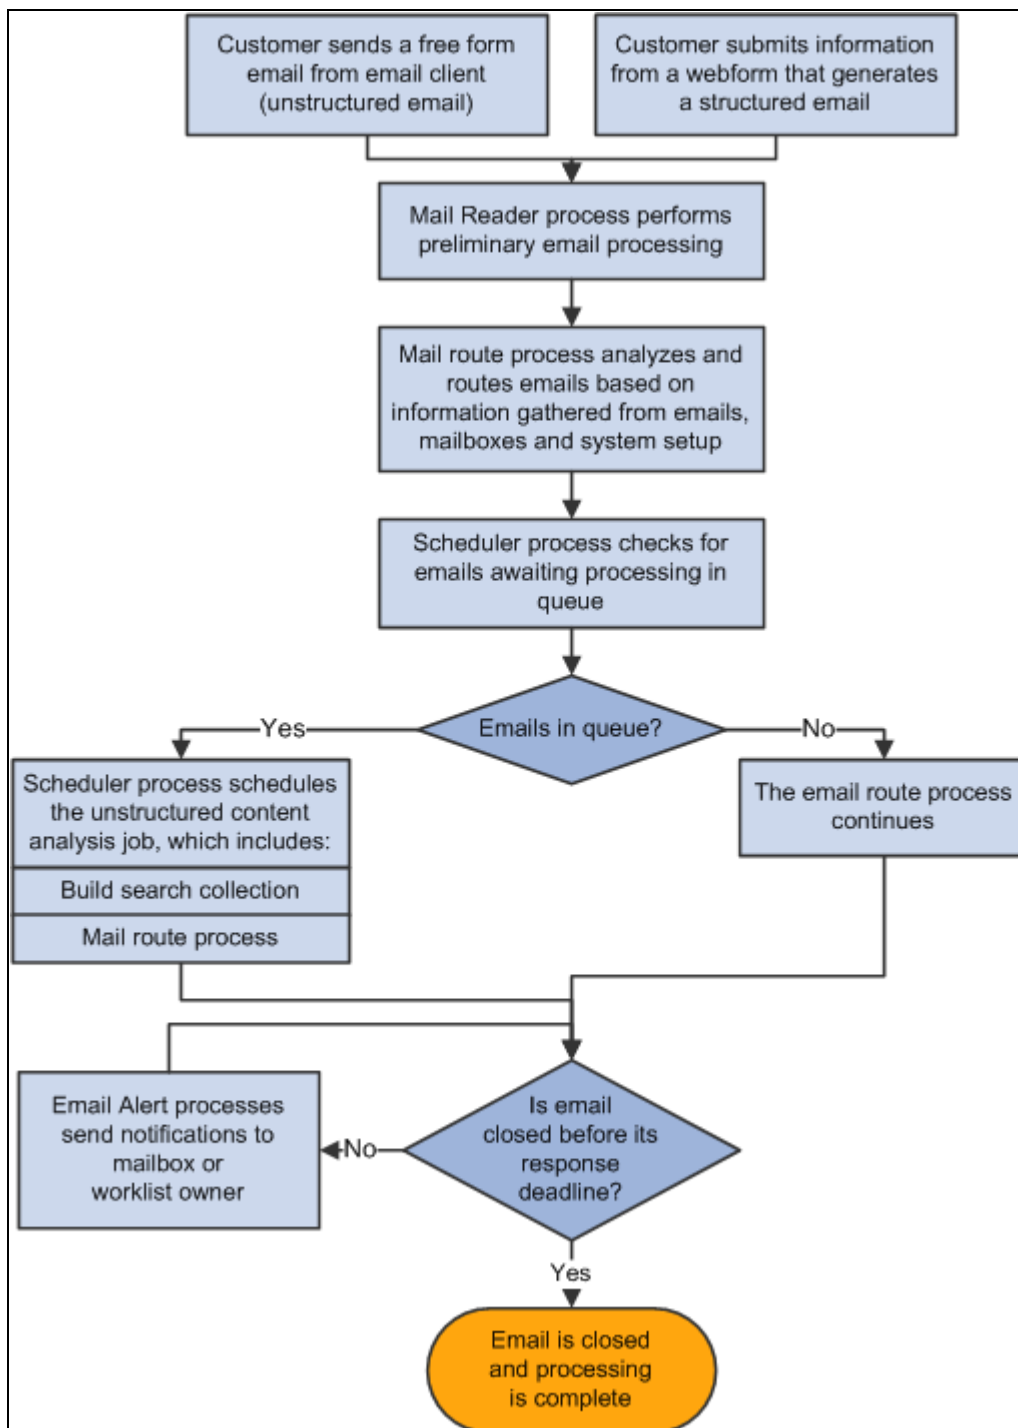 Customer sends a free form
email from email client
(unstructured email)
Customer submits information
from a webform that generates
a structured email
Mail Reader process performs
preliminary email processing
Mail route process analyzes and
routes emails based on
information gathered from emails,
mailboxes and system setup
Scheduler process checks for
emails awaiting processing in
queue
Emails in queue?
Yes
No
Scheduler process schedules
the unstructured content
analysis job, which includes:
Build search collection
Mail route process
The email route process
continues
Email Alert processes
send notifications to
mailbox or
worklist owner
No
Is email
closed before its
response
deadline?
Yes
Email is closed
and processing
is complete